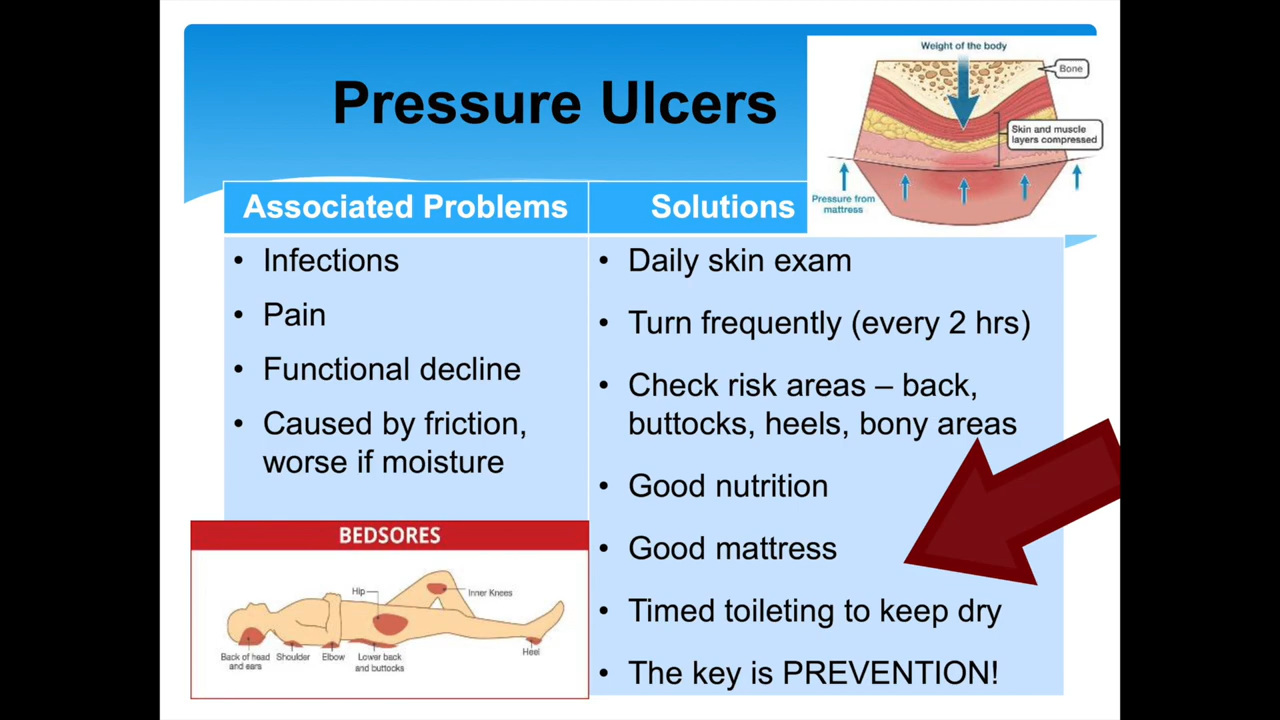 Pressure Ulcers
Weight of the body
Bone
Skin and muscle
layers compressed
Pressure from
mattress
Associated Problems
Solutions
• Infections
• Pain
• Functional decline
• Caused by friction,
worse if moisture
• Daily skin exam
• Turn frequently (every 2 hrs)
• Check risk areas – back,
buttocks, heels, bony areas
• Good nutrition
• Good mattress
• Timed toileting to keep dry
• The key is PREVENTION!
BEDSORES
Hip
Inner Knees
Back of head
and ears
Shoulder
Elbow
Lower back
and buttocks
Heel